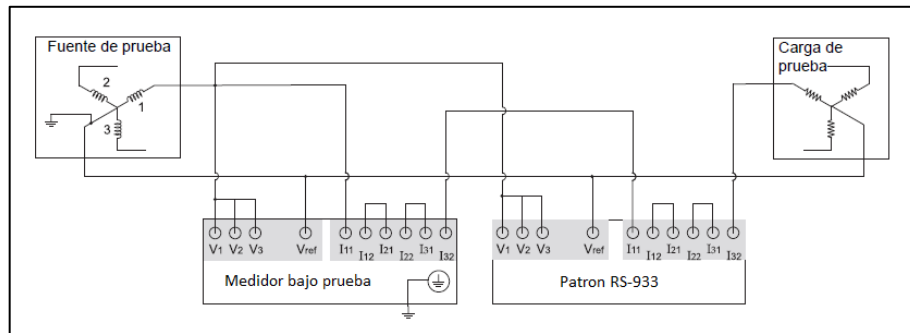 Fuente de prueba
2
1
3
Carga de
prueba
V1 V2 V3 Vref I11 I12 I21 I22 I31 I32
Medidor bajo prueba
V1 V2 V3 Vref I11 I12 I21 I22 I31 I32
Patron RS-933